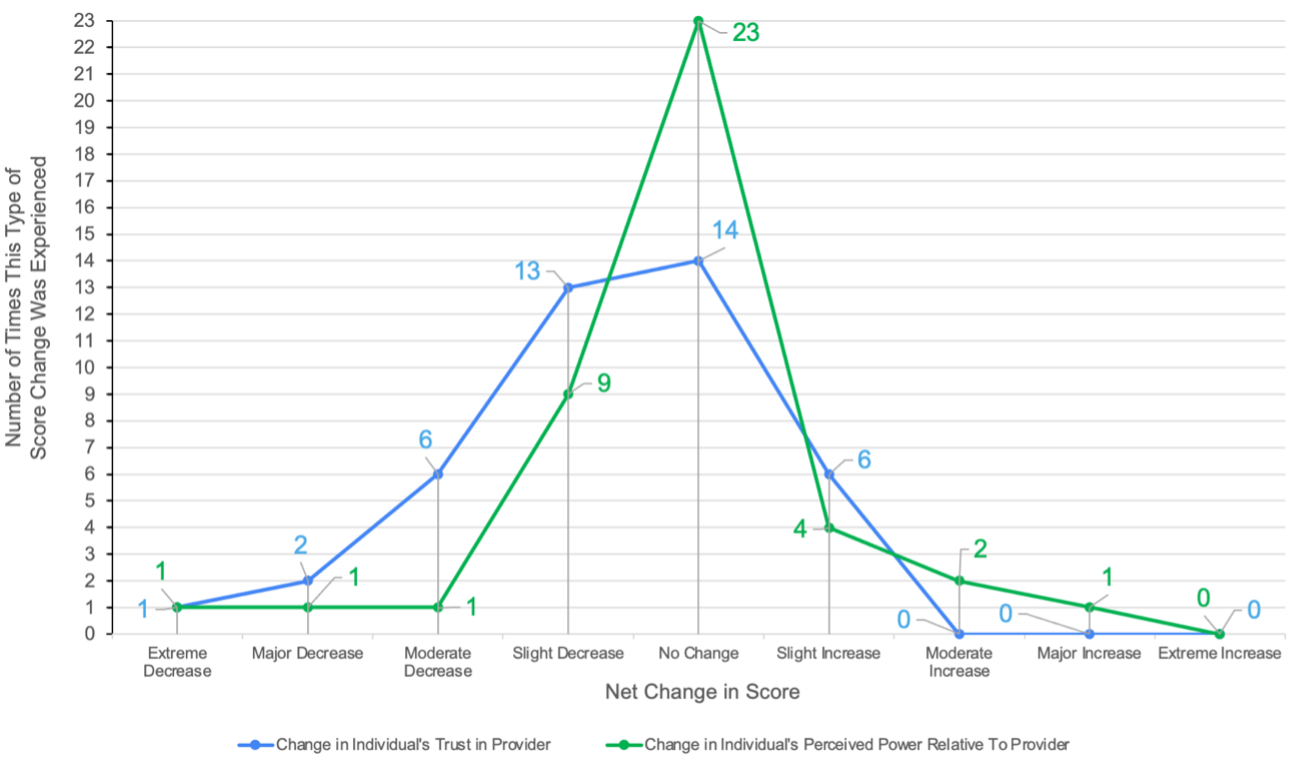 23
22
21
20
19
18
17
16
15
14
13
12
11
10
9
8
7
6
5
4
3
2
1
0
Number of Times This Type of
Score Change Was Experienced
1
1
2
1
6
1
13
9
23
14
6
4
2
0
1
0
0
0
Extreme
Decrease
Major Decrease
Moderate
Decrease
Slight Decrease
No Change
Slight Increase
Moderate
Increase
Major Increase
Extreme Increase
Net Change in Score
Change in Individual's Trust in Provider
Change in Individual's Perceived Power Relative To Provider